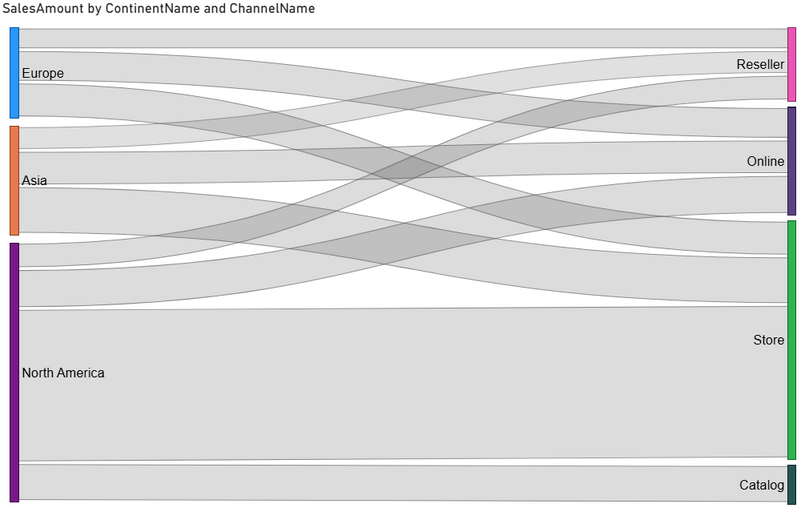 SalesAmount by ContinentName and ChannelName
Europe
Reseller
Asia
Online
North America
Store
Catalog